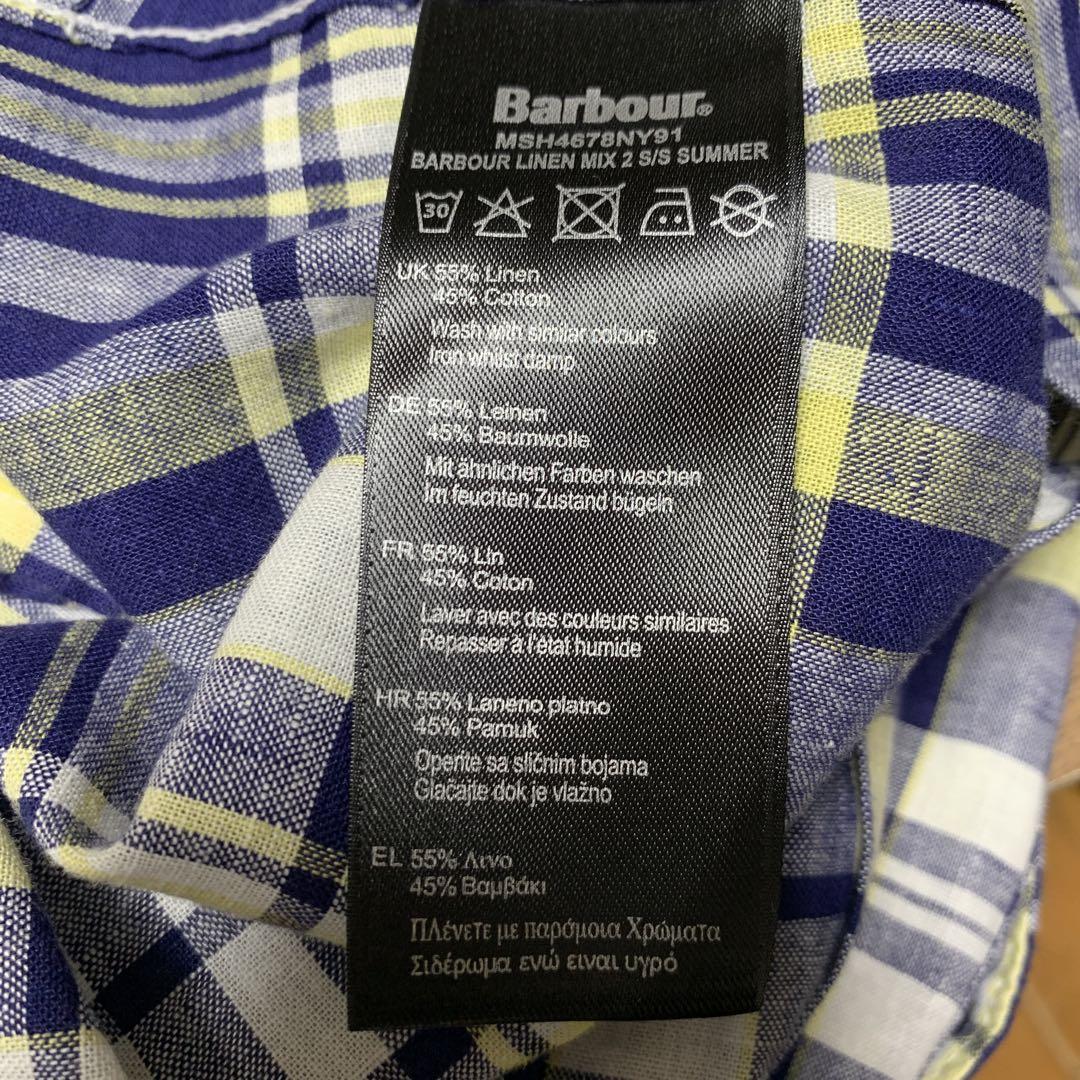 Barbour®
MSH4678NY91
BARBOUR LINEN MIX 2 S/S SUMMER
30
UK 55% Linen
45% Cotton
Wash with similar colours
Iron whilst damp
DE 55% Leinen
45% Baumwolle
Mit ähnlichen Farben waschen
Im feuchten Zustand bügeln
FR 55% Lin
45% Coton
Laver avec des couleurs similaires
Repasser à l'état humide
HR 55% Laneno platno
45% Pamuk
Operite sa sličnim bojama
Glačajte dok je vlažno
EL 55% Λινο
45% Βαμβάκι
Πλένετε με παρόμοια Χρώματα
Σιδέρωμα ενώ ειναι υγρό